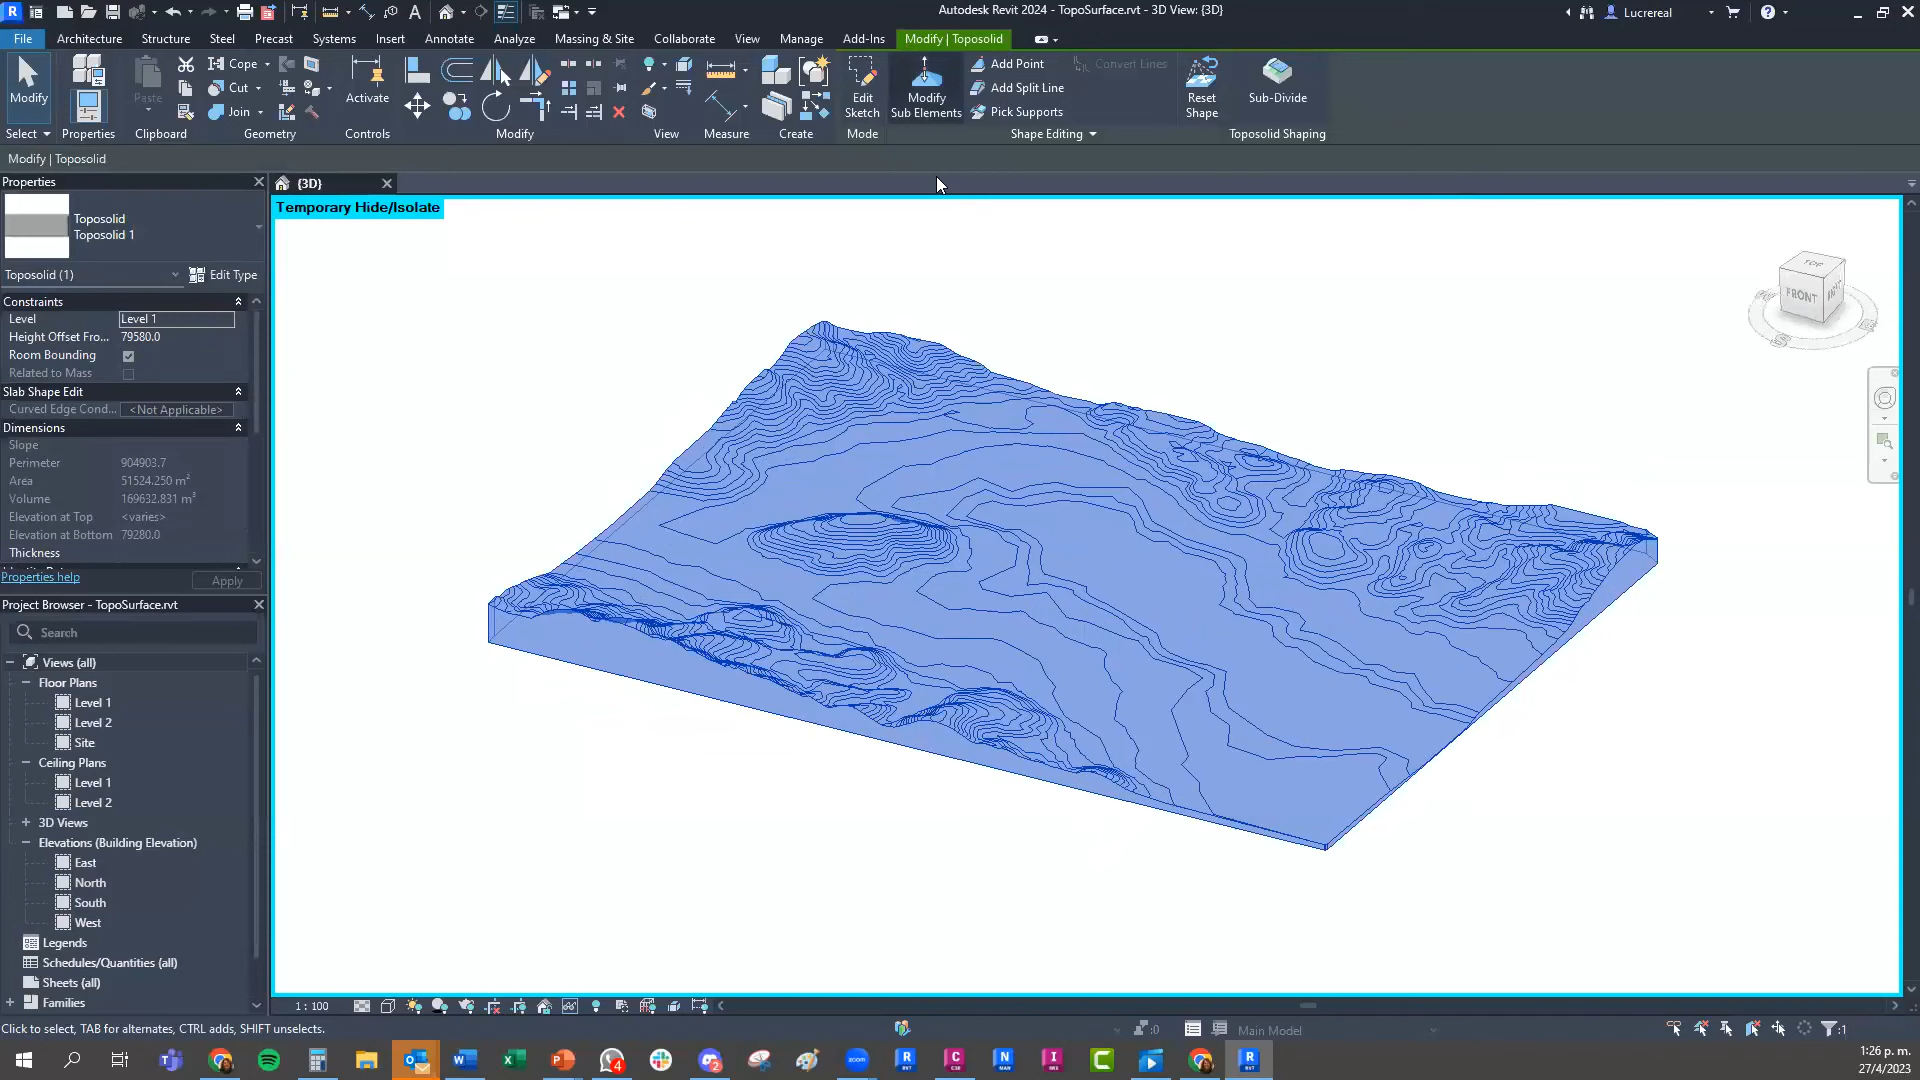 Autodesk Revit 2024 - TopoSurface.rvt - 3D View: {3D}
Lucrereal
File
Architecture
Structure
Steel
Precast
Systems
Insert
Annotate
Analyze
Massing & Site
Collaborate
View
Manage
Add-Ins
Modify | Toposolid
Modify
Select
Properties
Paste
Clipboard
Cope
Cut
Join
Geometry
Activate
Controls
Modify
View
Measure
Create
Edit
Sketch
Mode
Modify
Sub Elements
Add Point
Add Split Line
Pick Supports
Convert Lines
Shape Editing
Reset
Shape
Sub-Divide
Toposolid Shaping
Modify | Toposolid
Properties
Toposolid
Toposolid 1
Toposolid (1)
Edit Type
Constraints
Level Level 1
Height Offset Fro... 79580.0
Room Bounding
Related to Mass
Slab Shape Edit
Curved Edge Cond... <Not Applicable>
Dimensions
Slope
Perimeter 904903.7
Area 51524.250 m²
Volume 169632.831 m³
Elevation at Top <varies>
Elevation at Bottom 79280.0
Thickness
Properties help
Apply
Project Browser - TopoSurface.rvt
Search
Views (all)
Floor Plans
Level 1
Level 2
Site
Ceiling Plans
Level 1
Level 2
3D Views
Elevations (Building Elevation)
East
North
South
West
Legends
Schedules/Quantities (all)
Sheets (all)
Families
{3D}
Temporary Hide/Isolate
TOP
FRONT
RIGHT
1 : 100
Click to select, TAB for alternates, CTRL adds, SHIFT unselects.
:0
Main Model
:1
1:26 p. m.
27/4/2023